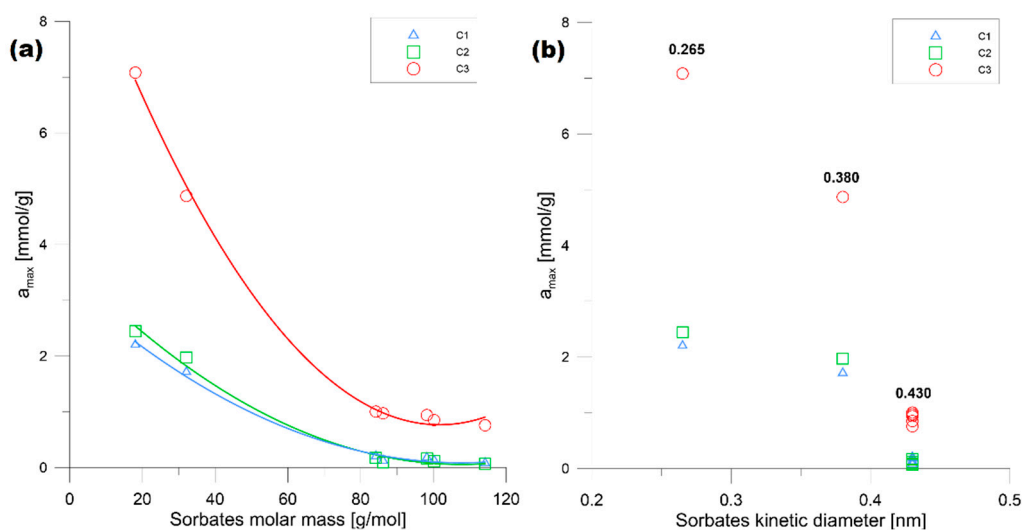 (a)
8
6
4
2
0
a_max [mmol/g]
0 20 40 60 80 100 120
Sorbates molar mass [g/mol]
C1
C2
C3
(b)
8
6
4
2
0
a_max [mmol/g]
0.2 0.3 0.4 0.5
Sorbates kinetic diameter [nm]
0.265
0.380
0.430
C1
C2
C3